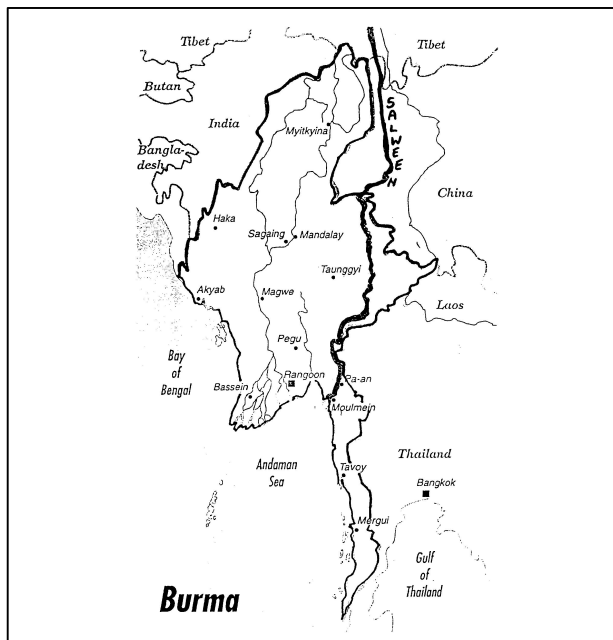 Tibet
Tibet
Butan
India
Myitkyina
SALWEEN
Bangla-
desh
China
Haka
Sagaing
Mandalay
Taunggyi
Akyab
Magwe
Laos
Pegu
Bay
of
Bengal
Rangoon
Bassein
Pa-an
Moulmein
Andaman
Sea
Thailand
Tavoy
Bangkok
Mergui
Gulf
of
Thailand
Burma